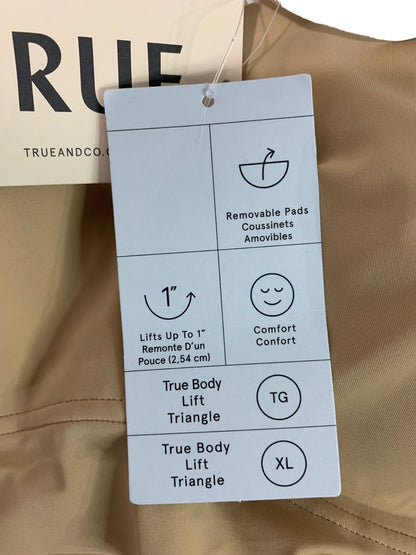 RUE
TRUEANDCO.
Removable Pads
Coussinets
Amovibles
1"
Lifts Up To 1"
Remonte D'un
Pouce (2,54 cm)
Comfort
Confort
True Body
Lift
Triangle
TG
True Body
Lift
Triangle
XL